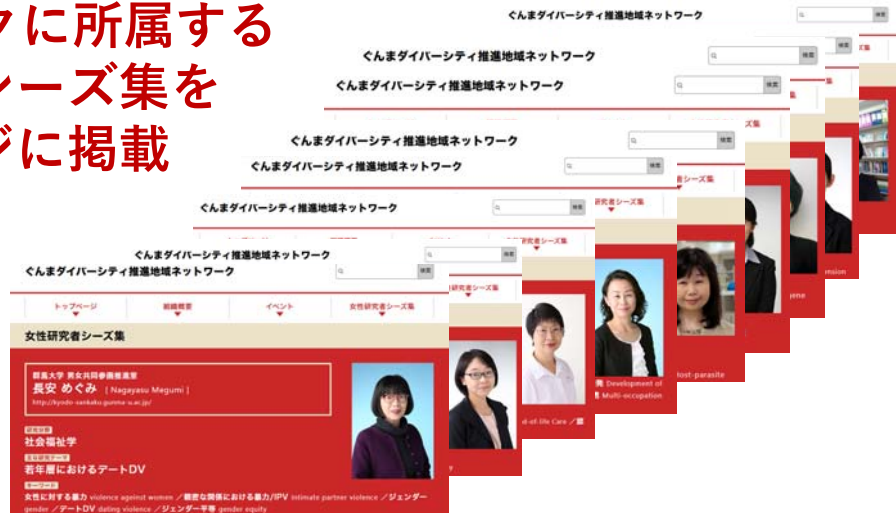 クに所属する
シーズ集を
ジに掲載
ぐんまダイバーシティ推進地域ネットワーク
検索
ぐんまダイバーシティ推進地域ネットワーク
検索
ぐんまダイバーシティ推進地域ネットワーク
検索
ぐんまダイバーシティ推進地域ネットワーク
検索
ぐんまダイバーシティ推進地域ネットワーク
検索
ぐんまダイバーシティ推進地域ネットワーク
検索
ぐんまダイバーシティ推進地域ネットワーク
検索
ぐんまダイバーシティ推進地域ネットワーク
検索
トップページ
組織概要
イベント
女性研究者シーズ集
女性研究者シーズ集
群馬大学 男女共同参画推進室
長安 めぐみ [ Nagayasu Megumi ]
http://kyodo-sankaku.gunma-u.ac.jp/
研究分野
社会福祉学
主な研究テーマ
若年層におけるデートDV
キーワード
女性に対する暴力 violence against women ／親密な関係における暴力/IPV intimate partner violence ／ジェンダー
gender ／デートDV dating violence ／ジェンダー平等 gender equity
d-of-life Care ／
発 Development of
Multi-occupation
Host-parasite
gene
ension